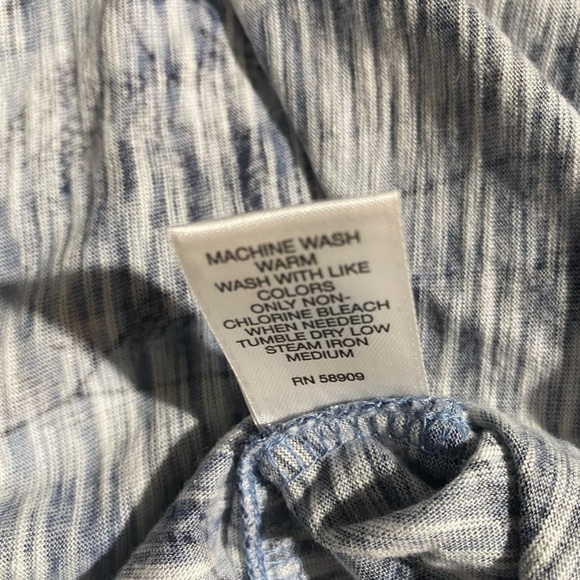 MACHINE WASH
WARM
WASH WITH LIKE
COLORS
ONLY NON-
CHLORINE BLEACH
WHEN NEEDED
TUMBLE DRY LOW
STEAM IRON
MEDIUM
RN 58909